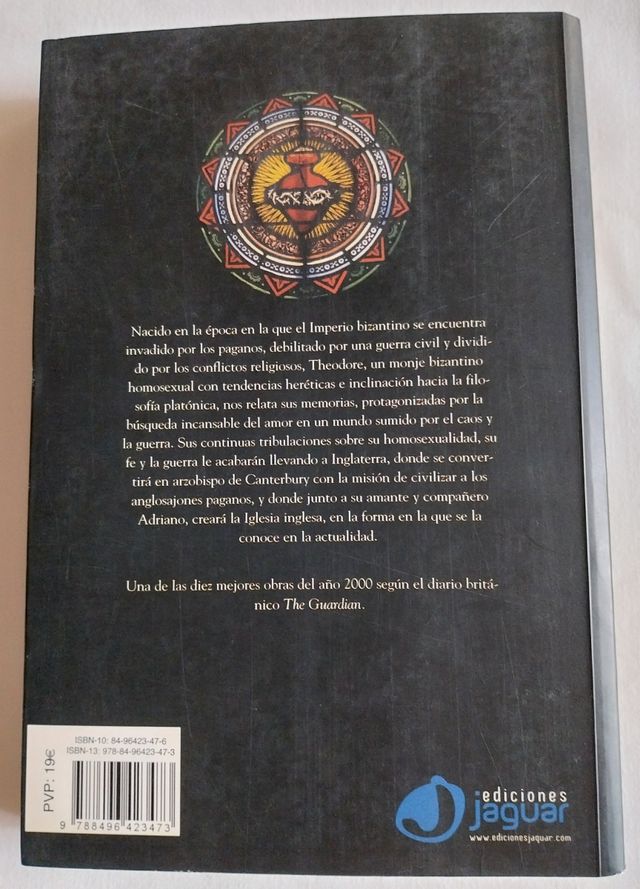 Nacido en la época en la que el Imperio bizantino se encuentra
invadido por los paganos, debilitado por una guerra civil y dividi-
do por los conflictos religiosos, Theodore, un monje bizantino
homosexual con tendencias heréticas e inclinación hacia la filo-
sofía platónica, nos relata sus memorias, protagonizadas por la
búsqueda incansable del amor en un mundo sumido por el caos y
la guerra. Sus continuas tribulaciones sobre su homosexualidad, su
fe y la guerra le acabarán llevando a Inglaterra, donde se conver-
tirá en arzobispo de Canterbury con la misión de civilizar a los
anglosajones paganos, y donde junto a su amante y compañero
Adriano, creará la Iglesia inglesa, en la forma en la que se la
conoce en la actualidad.
Una de las diez mejores obras del año 2000 según el diario britá-
nico The Guardian.
ISBN-10: 84-96423-47-6
ISBN-13: 978-84-96423-47-3
PVP: 19€
9 788496 423473
ediciones
jaguar
www.edicionesjaguar.com